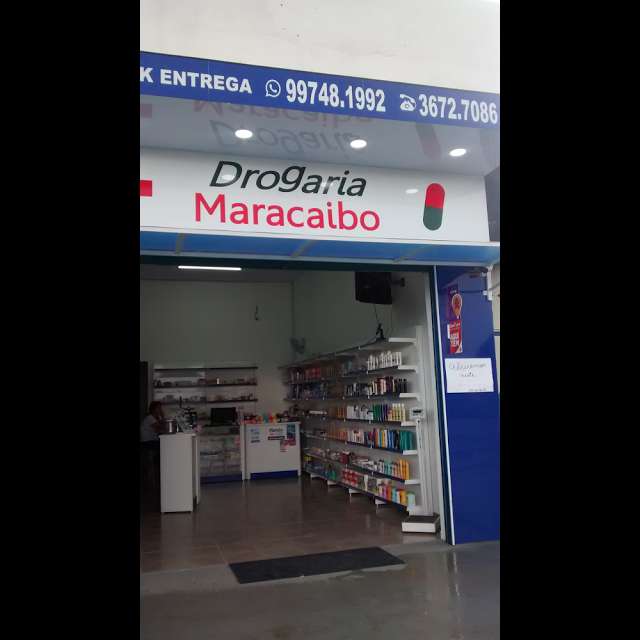 K ENTREGA 99748.1992 3672.7086
Drogaria
Maracaibo